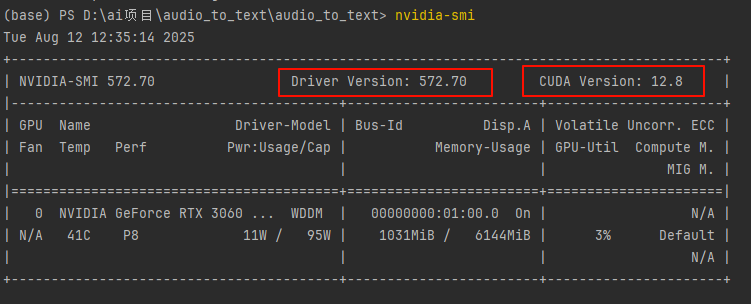 (base) PS D:\ai项目\audio_to_text\audio_to_text> nvidia-smi
Tue Aug 12 12:35:14 2025
+-----------------------------------------------------------------------------------------+
| NVIDIA-SMI 572.70                 Driver Version: 572.70         CUDA Version: 12.8     |
|-----------------------------------------+------------------------+----------------------+
| GPU  Name                  Driver-Model | Bus-Id          Disp.A | Volatile Uncorr. ECC |
| Fan  Temp   Perf          Pwr:Usage/Cap |           Memory-Usage | GPU-Util  Compute M. |
|                                         |                        |               MIG M. |
|=========================================+========================+======================|
|   0  NVIDIA GeForce RTX 3060 ...  WDDM  |   00000000:01:00.0  On |                  N/A |
| N/A   41C    P8             11W /   95W |    1031MiB /   6144MiB |      3%      Default |
|                                         |                        |                  N/A |
+-----------------------------------------+------------------------+----------------------+